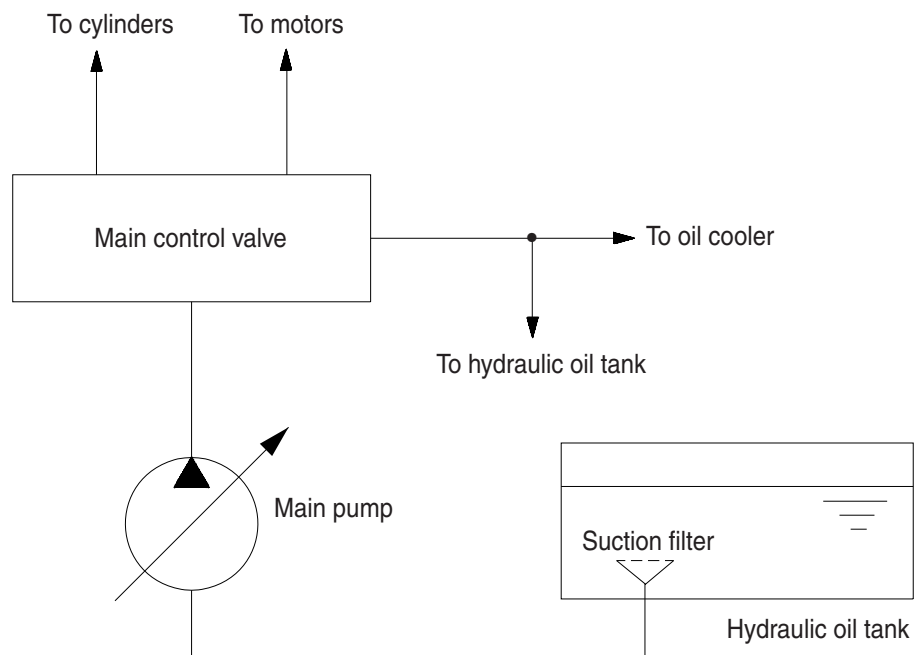 To cylinders
To motors
Main control valve
To oil cooler
To hydraulic oil tank
Main pump
Suction filter
Hydraulic oil tank